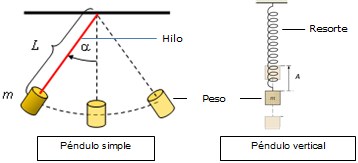 L
α
Hilo
Resorte
A
m
m
Peso
Péndulo simple
Péndulo vertical